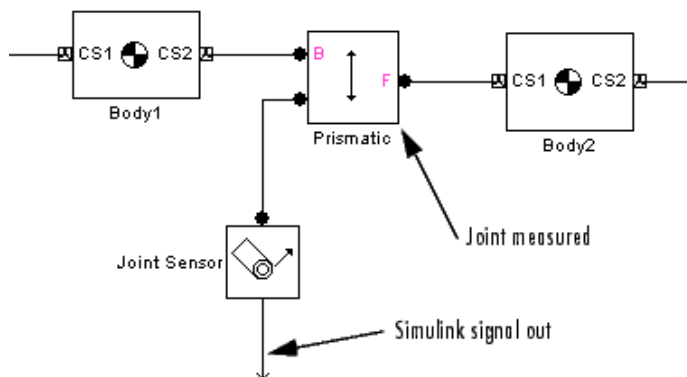 CS1 CS2
Body1
B
F
Prismatic
CS1 CS2
Body2
Joint measured
Joint Sensor
Simulink signal out